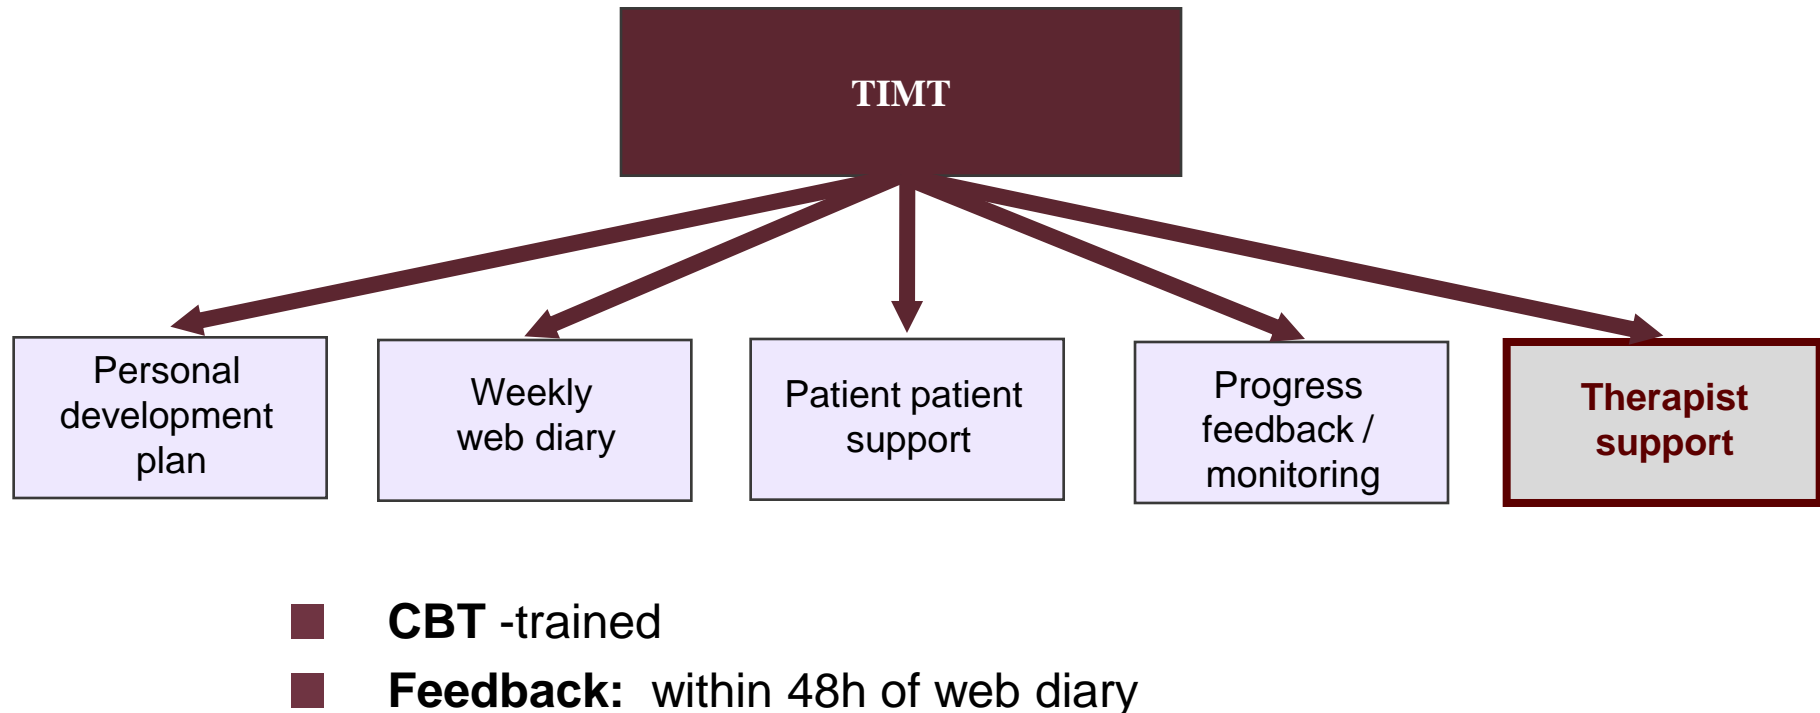 TIMT
Personal
development
plan
Weekly
web diary
Patient patient
support
Progress
feedback /
monitoring
Therapist
support
CBT -trained
Feedback: within 48h of web diary